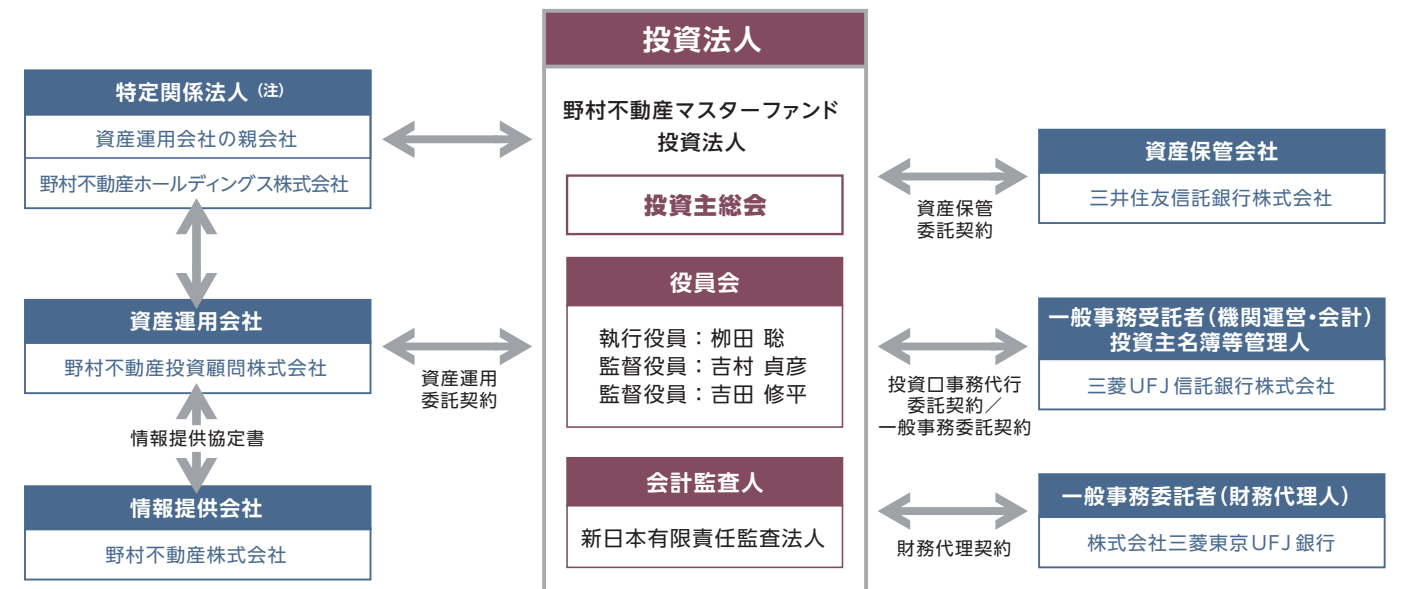 特定関係法人（注）
資産運用会社の親会社
野村不動産ホールディングス株式会社
資産運用会社
野村不動産投資顧問株式会社
情報提供協定書
情報提供会社
野村不動産株式会社
資産運用
委託契約
投資法人
野村不動産マスターファンド
投資法人
投資主総会
役員会
執行役員：栁田 聡
監督役員：吉村 貞彦
監督役員：吉田 修平
会計監査人
新日本有限責任監査法人
資産保管
委託契約
投資口事務代行
委託契約／
一般事務委託契約
財務代理契約
資産保管会社
三井住友信託銀行株式会社
一般事務受託者（機関運営・会計）
投資主名簿等管理人
三菱UFJ信託銀行株式会社
一般事務委託者（財務代理人）
株式会社三菱東京UFJ銀行